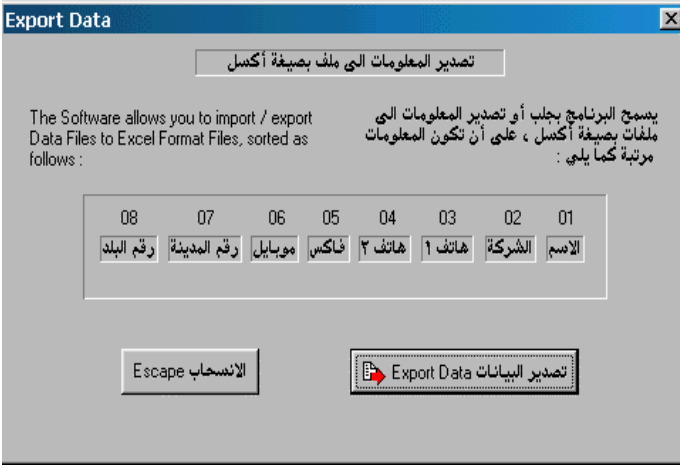 Export Data
تصدير المعلومات الى ملف بصيغة أكسل
The Software allows you to import / export
Data Files to Excel Format Files, sorted as
follows :
يسمح البرنامج بجلب أو تصدير المعلومات الى
ملفات بصيغة أكسل ، على أن تكون المعلومات
مرتبة كما يلي :
01 02 03 04 05 06 07 08
الاسم الشركة هاتف ١ هاتف ٢ فاكس موبايل رقم المدينة رقم البلد
تصدير البيانات Export Data
الانسحاب Escape